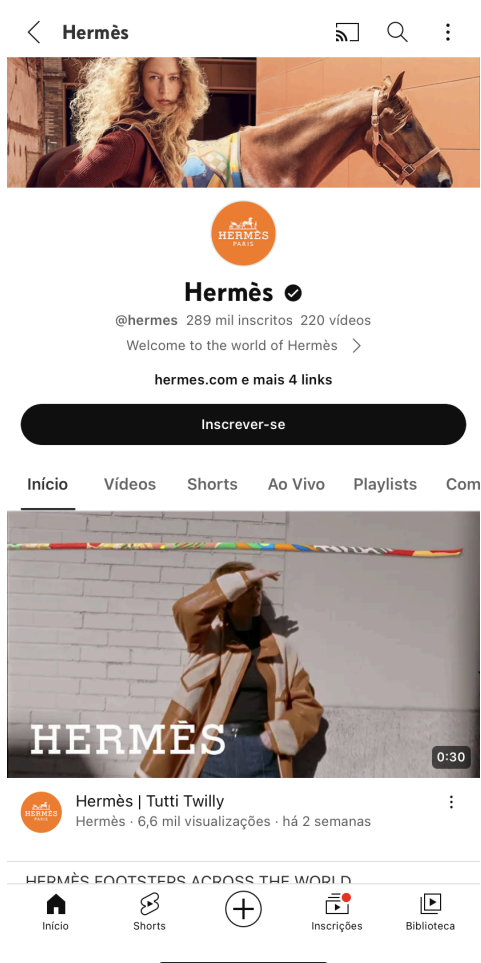 Hermès
HERMÈS
PARIS
Hermès
@hermes 289 mil inscritos 220 vídeos
Welcome to the world of Hermès
hermes.com e mais 4 links
Inscrever-se
Início Vídeos Shorts Ao Vivo Playlists Com
HERMÈS
0:30
HERMÈS
PARIS
Hermès | Tutti Twilly
Hermès · 6,6 mil visualizações · há 2 semanas
HERMÈS FOOTSTEPS ACROSS THE WORLD
Início Shorts Inscrições Biblioteca